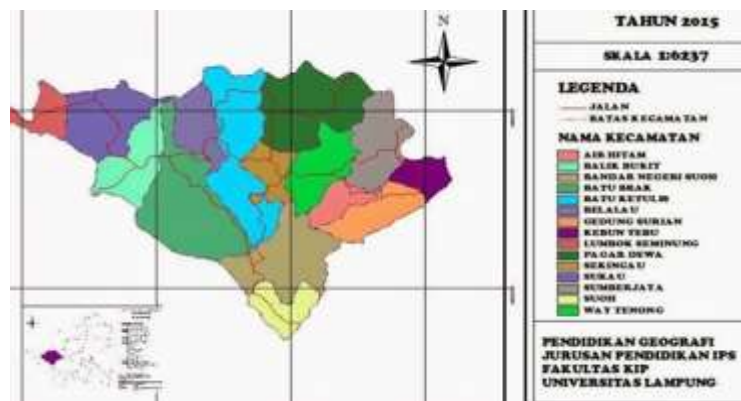 N
TAHUN 2015
SKALA 1:6237
LEGENDA
JALAN
BATAS KECAMATAN
NAMA KECAMATAN
AIR HITAM
BALIK BUKIT
BANDAR NEGERI SUOH
BATU BRAK
BATU KETULIS
BELALAU
GEDUNG SURIAN
KEBUN TEBU
LUMBOK SEMINUNG
PAGAR DEWA
SEKINCAU
SUKAU
SUMBERJAYA
SUOH
WAY TENONG
PENDIDIKAN GEOGRAFI
JURUSAN PENDIDIKAN IPS
FAKULTAS KIP
UNIVERSITAS LAMPUNG